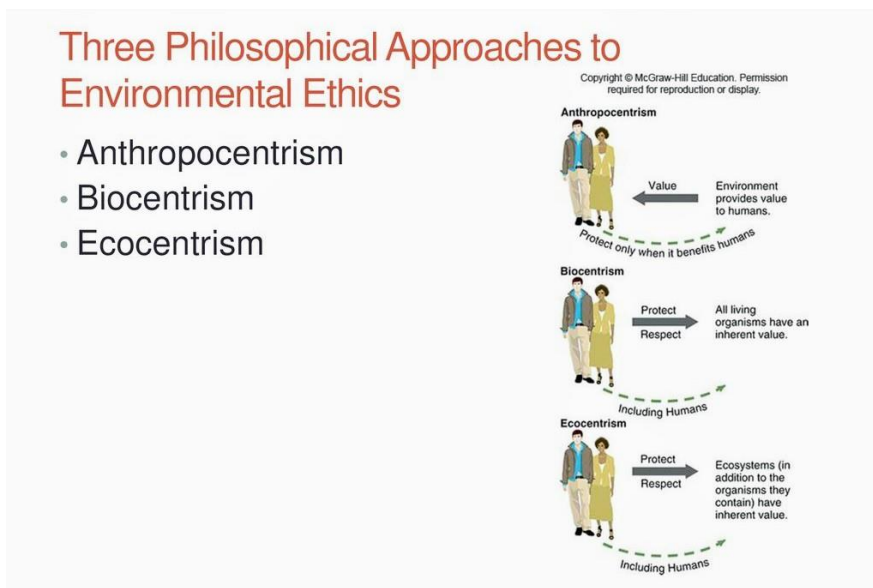 Three Philosophical Approaches to
Environmental Ethics
• Anthropocentrism
• Biocentrism
• Ecocentrism
Copyright © McGraw-Hill Education. Permission
required for reproduction or display.
Anthropocentrism
Value
Environment
provides value
to humans.
Protect only when it benefits humans
Biocentrism
Protect
Respect
All living
organisms have an
inherent value.
Including Humans
Ecocentrism
Protect
Respect
Ecosystems (in
addition to the
organisms they
contain) have
inherent value.
Including Humans